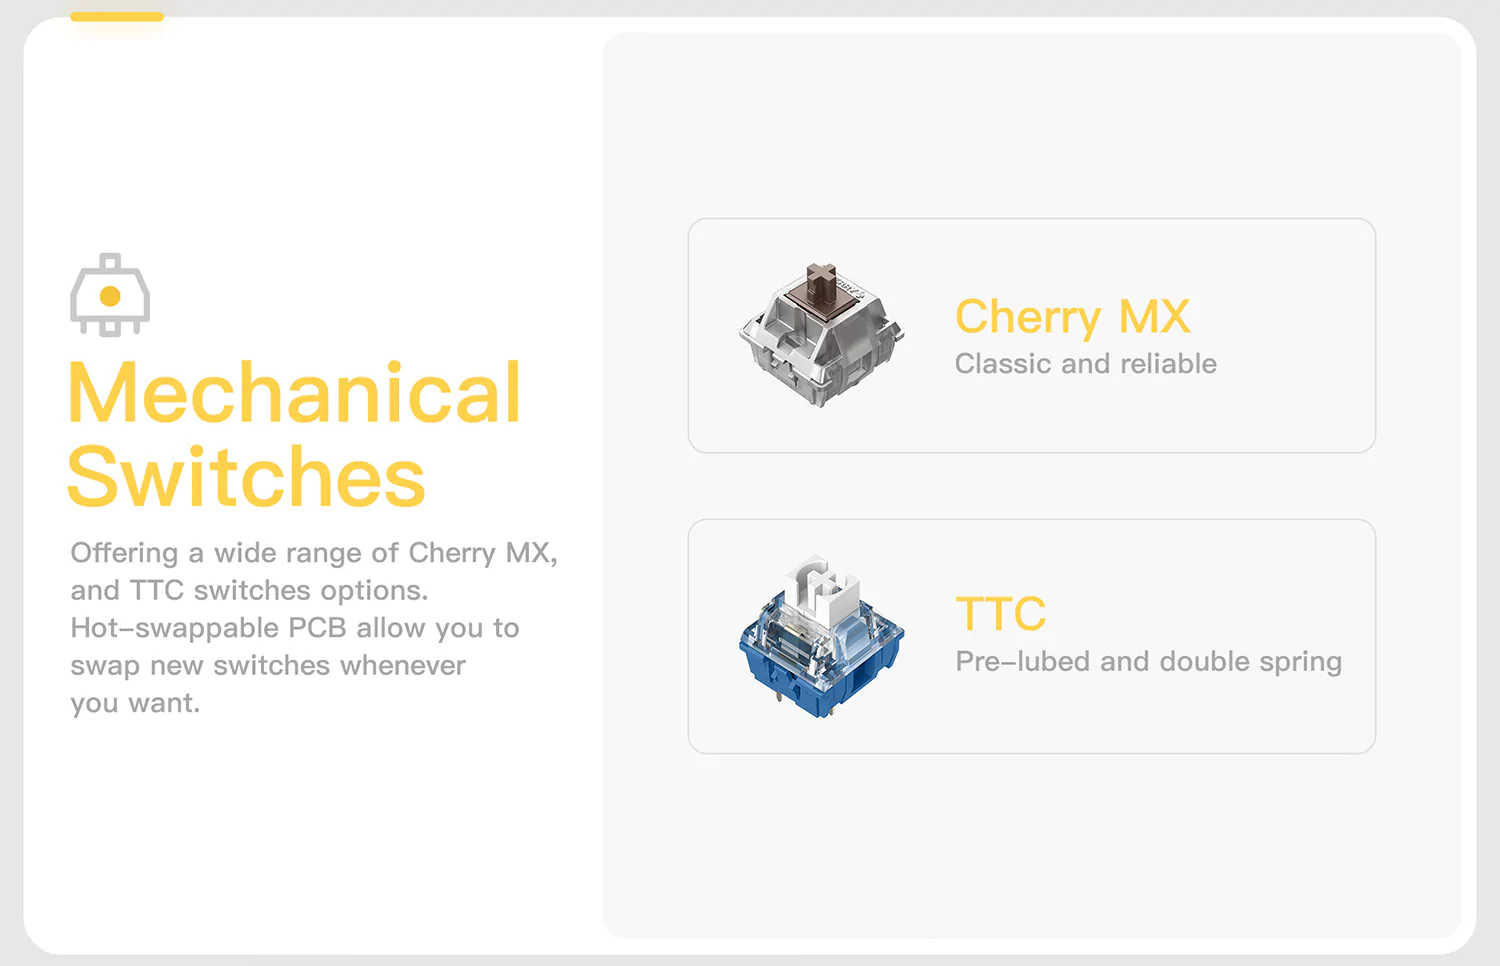 Mechanical
Switches
Offering a wide range of Cherry MX,
and TTC switches options.
Hot-swappable PCB allow you to
swap new switches whenever
you want.
Cherry MX
Classic and reliable
TTC
Pre-lubed and double spring